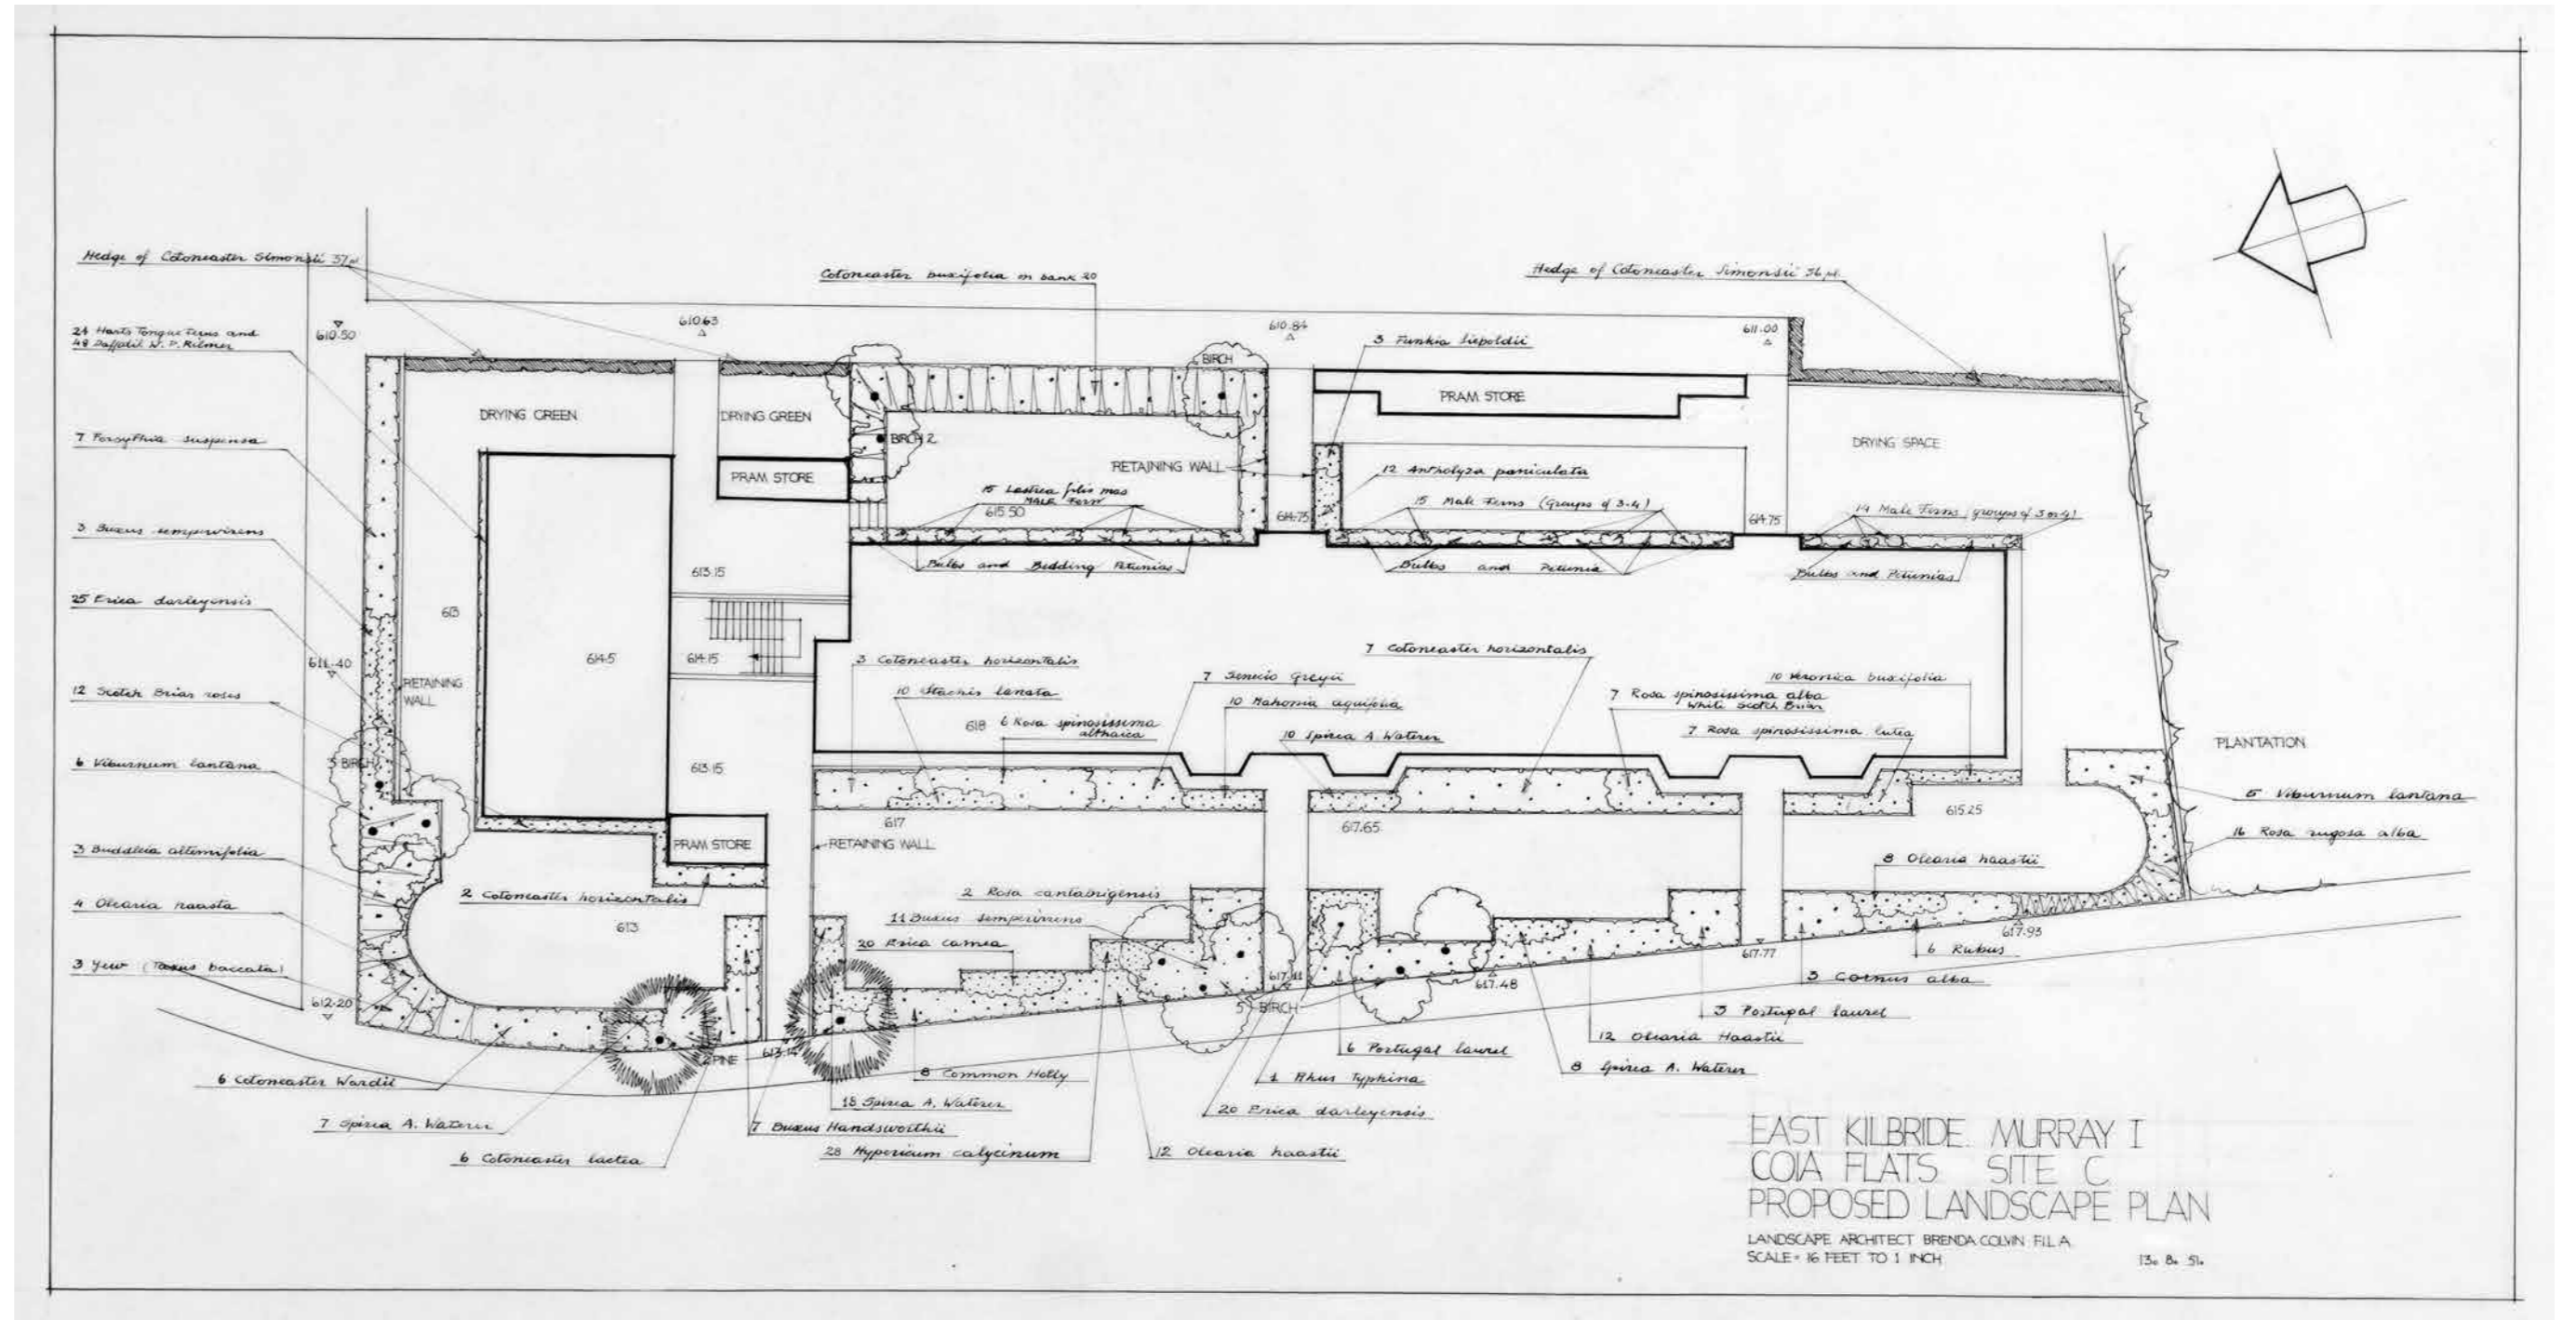 Hedge of Cotoneaster Simonsii 37 pl
Cotoneaster buxifolia on bank 20
Hedge of Cotoneaster Simonsii 56 pl.
24 Harts Tongue ferns and
48 Daffodil W. P. Rilmer
610.50
610.63
610.84
611.00
3 Funkia Siepoldii
BIRCH
PRAM STORE
DRYING GREEN
DRYING GREEN
7 Forsythia suspensa
BIRCH 2
DRYING SPACE
PRAM STORE
RETAINING WALL
12 Antholyza paniculata
15 Lastrea filis mas
MALE Fern
615.50
15 Male Ferns (Groups of 3-4)
614.75
614.75
14 Male Ferns (groups of 3 or 4)
3 Buxus sempervirens
Bulbs and Bedding Petunias
Bulbs and Petunia
Bulbs and Petunias
613.15
25 Erica darleyensis
613
611.40
614.5
614.15
3 Cotoneaster horizontalis
7 Cotoneaster horizontalis
7 Senecio Greyii
10 Veronica buxifolia
RETAINING
WALL
12 Scotch Briar roses
10 Stachis lanata
10 Mahonia aquifolia
7 Rosa spinosissima alba
White Scotch Briar
618
6 Rosa spinosissima
althaica
10 Spirea A. Waterer
7 Rosa spinosissima lutea
PLANTATION
3 BIRCH
6 Viburnum lantana
613.15
5 Viburnum lantana
617
617.65
615.25
PRAM STORE
RETAINING WALL
16 Rosa rugosa alba
3 Buddleia alternifolia
8 Olearia haastii
2 Cotoneaster horizontalis
2 Rosa cantabrigensis
4 Olearia haasta
11 Buxus sempervirens
613
20 Erica carnea
617.93
6 Rubus
617.77
3 Yew (Taxus baccata)
617.41
617.48
3 Cornus alba
612.20
5 BIRCH
3 Portugal laurel
12 Olearia Haastii
2 PINE
613.14
6 Portugal laurel
8 Spirea A. Waterer
6 Cotoneaster Wardii
8 Common Holly
1 Rhus Typhina
18 Spirea A. Waterer
20 Erica darleyensis
7 Spirea A. Waterer
7 Buxus Handsworthii
6 Cotoneaster lactea
28 Hypericum calycinum
12 Olearia haastii
EAST KILBRIDE MURRAY I
COIA FLATS SITE C
PROPOSED LANDSCAPE PLAN
LANDSCAPE ARCHITECT BRENDA COLVIN F.I.L.A.
SCALE = 16 FEET TO 1 INCH
13. 8. 51.